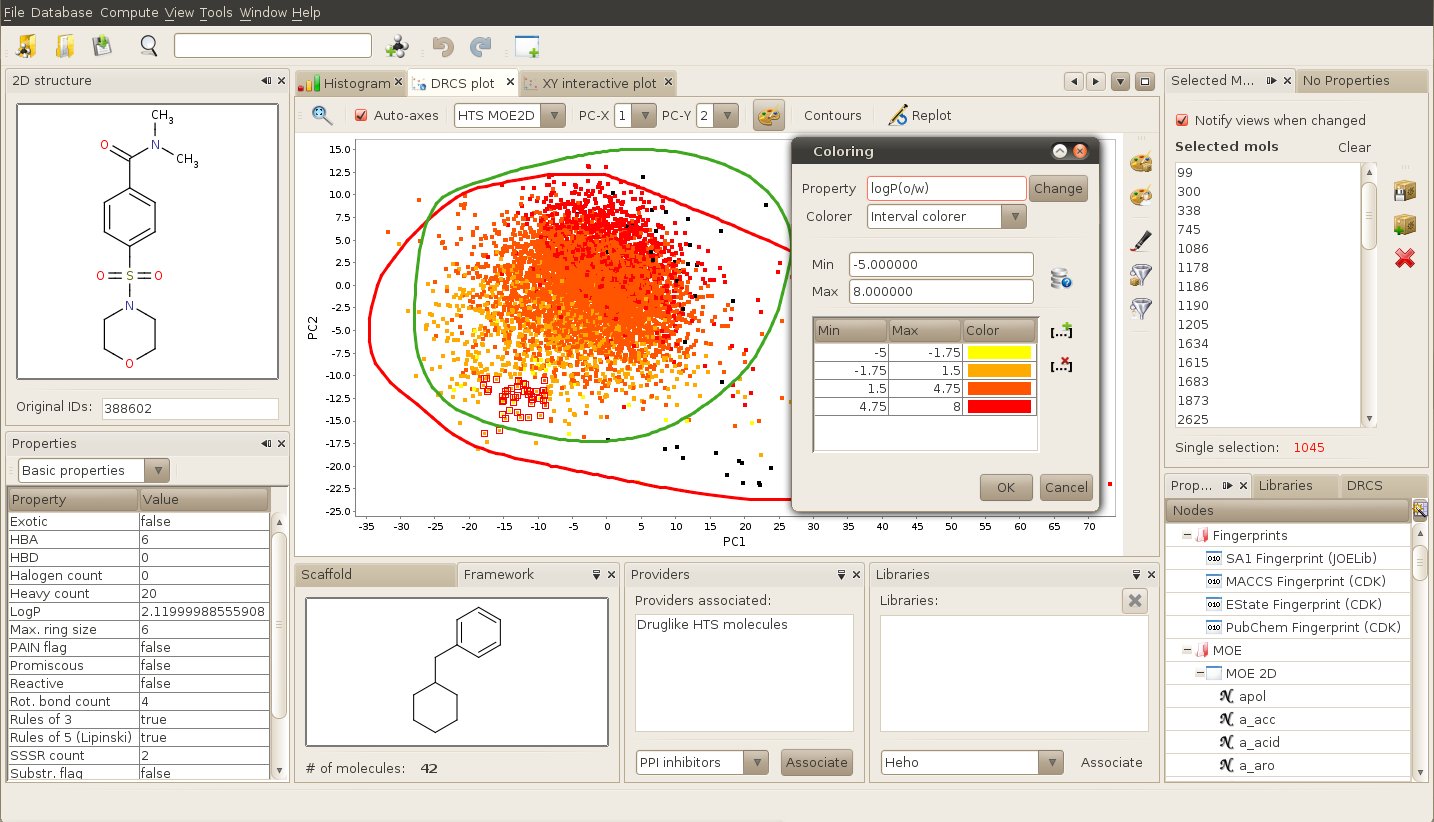 File Database Compute View Tools Window Help
2D structure
CH3
O
N
CH3
O
S
O
N
O
Original IDs: 388602
Properties
Basic properties
Property Value
Exotic false
HBA 6
HBD 0
Halogen count 0
Heavy count 20
LogP 2.11999988555908
Max. ring size 6
PAIN flag false
Promiscous false
Reactive false
Rot. bond count 4
Rules of 3 true
Rules of 5 (Lipinski) true
SSSR count 2
Substr. flag false
Histogram DRCS plot XY interactive plot
Auto-axes HTS MOE2D PC-X 1 PC-Y 2 Contours Replot
15.0
12.5
10.0
7.5
5.0
2.5
0.0
-2.5
-5.0
-7.5
-10.0
-12.5
-15.0
-17.5
-20.0
-22.5
-25.0
PC2
-35 -30 -25 -20 -15 -10 -5 0 5 10 15 20 25 30 35 40 45 50 55 60 65 70
PC1
Coloring
Property logP(o/w) Change
Colorer Interval colorer
Min -5.000000
Max 8.000000
Min Max Color
-5 -1.75
-1.75 1.5
1.5 4.75
4.75 8
[...]
[...]
OK Cancel
Scaffold Framework
# of molecules: 42
Providers
Providers associated:
Druglike HTS molecules
PPI inhibitors Associate
Libraries
Libraries:
Heho Associate
Selected M... No Properties
Notify views when changed
Selected mols Clear
99
300
338
745
1086
1178
1186
1190
1205
1634
1615
1683
1873
2625
Single selection: 1045
Prop... Libraries DRCS
Nodes
Fingerprints
010 SA1 Fingerprint (JOELib)
010 MACCS Fingerprint (CDK)
010 EState Fingerprint (CDK)
010 PubChem Fingerprint (CDK)
MOE
MOE 2D
N apol
N a_acc
N a_acid
N a_aro